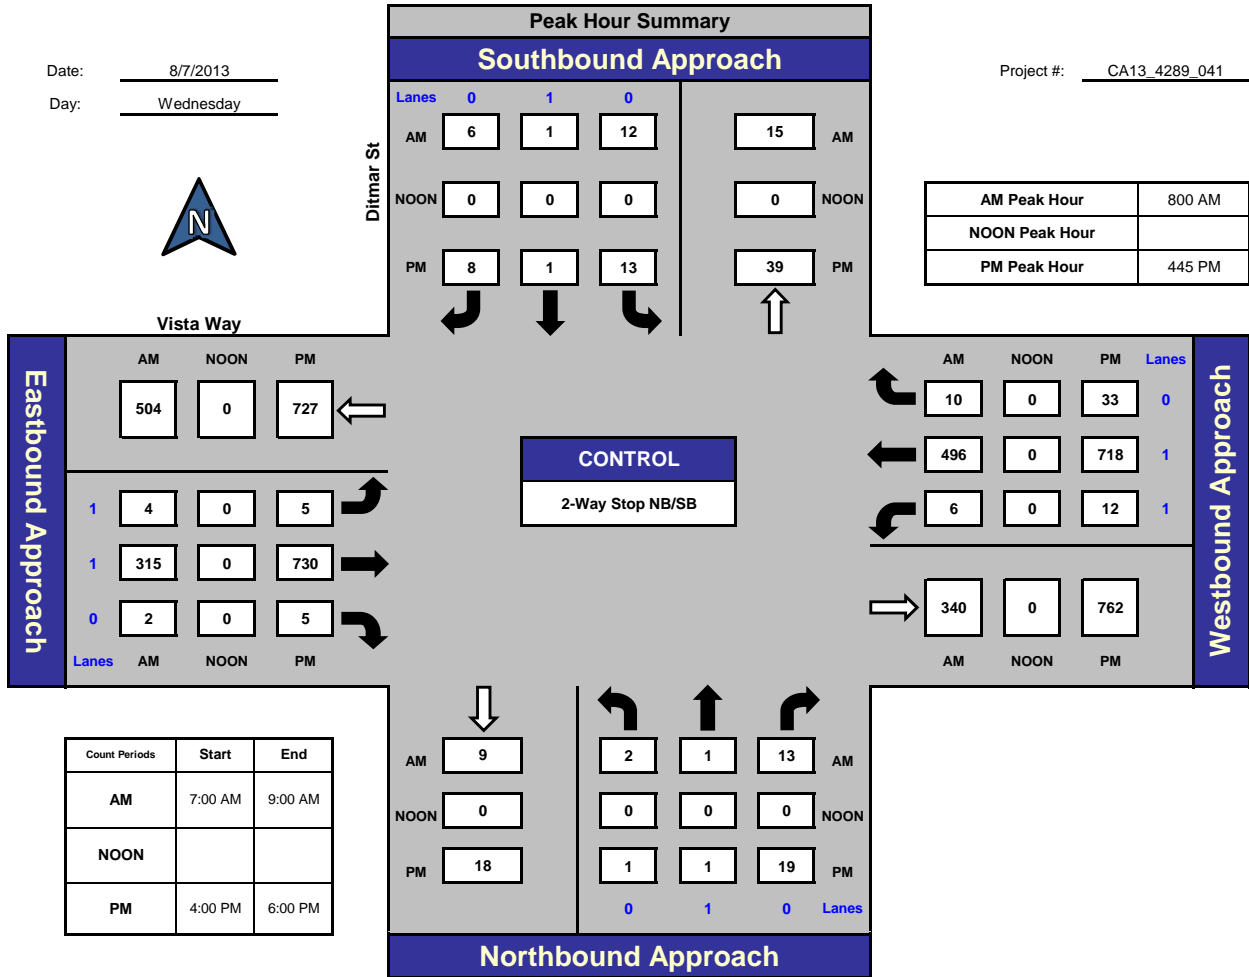 Peak Hour Summary
Southbound Approach
Date: 8/7/2013
Project #: CA13_4289_041
Day: Wednesday
Lanes 0 1 0
AM 6 1 12 15 AM
Ditmar St
N
NOON 0 0 0 0 NOON
AM Peak Hour 800 AM
NOON Peak Hour
PM Peak Hour 445 PM
PM 8 1 13 39 PM
Vista Way
Eastbound Approach
AM NOON PM
504 0 727
1 4 0 5
1 315 0 730
0 2 0 5
Lanes AM NOON PM
CONTROL
2-Way Stop NB/SB
AM NOON PM Lanes
10 0 33 0
496 0 718 1
6 0 12 1
340 0 762
AM NOON PM
Westbound Approach
Count Periods Start End
AM 7:00 AM 9:00 AM
NOON
PM 4:00 PM 6:00 PM
AM 9 2 1 13 AM
NOON 0 0 0 0 NOON
PM 18 1 1 19 PM
0 1 0 Lanes
Northbound Approach